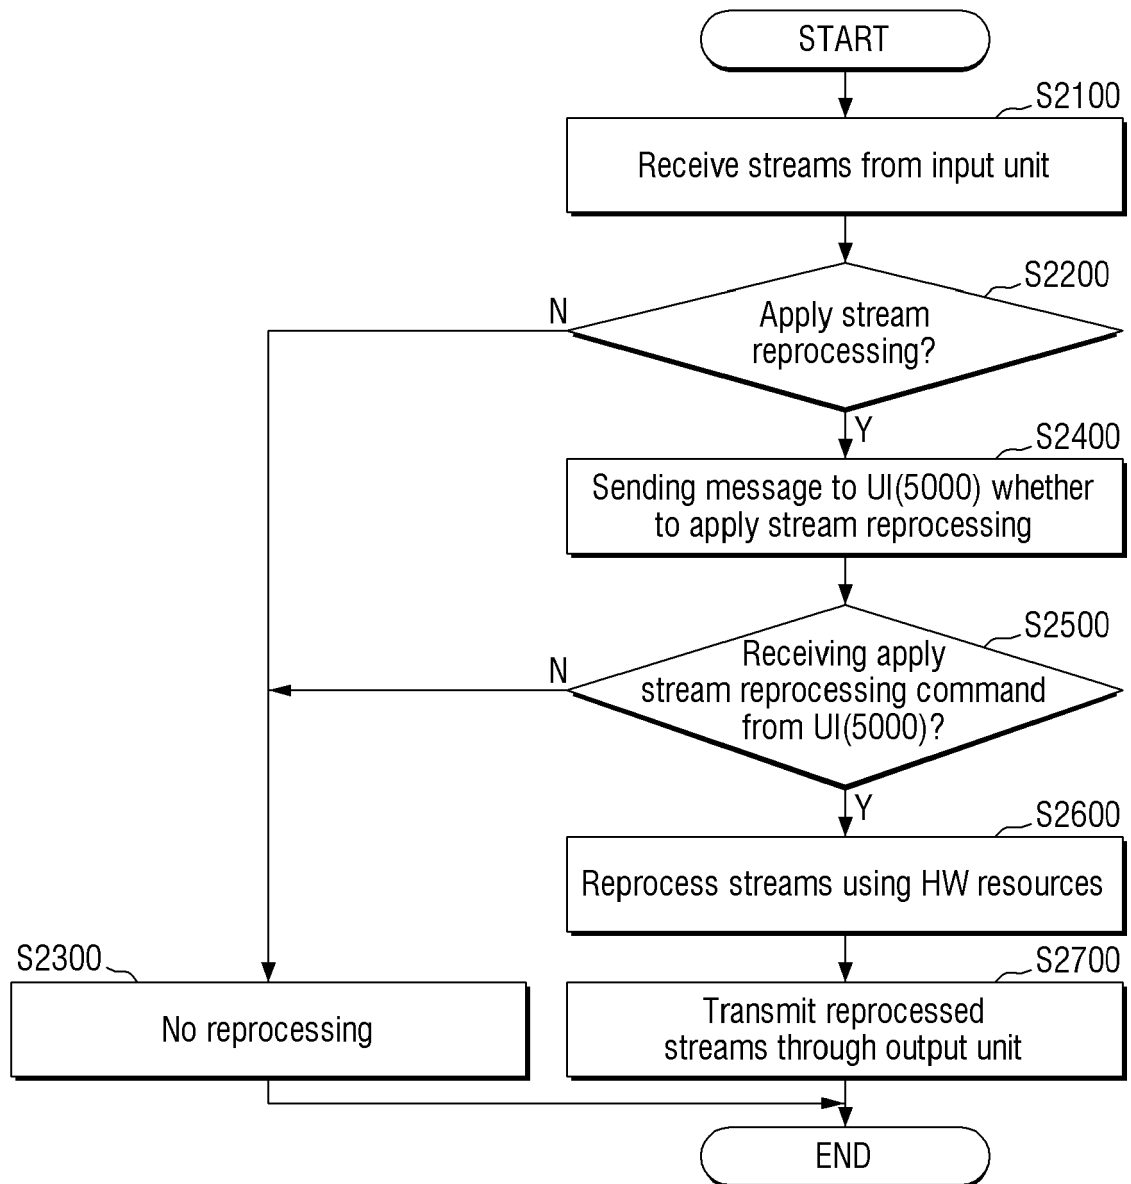 START
S2100
Receive streams from input unit
S2200
N
Apply stream
reprocessing?
Y
S2400
Sending message to UI(5000) whether
to apply stream reprocessing
S2500
N
Receiving apply
stream reprocessing command
from UI(5000)?
Y
S2600
Reprocess streams using HW resources
S2300
No reprocessing
S2700
Transmit reprocessed
streams through output unit
END